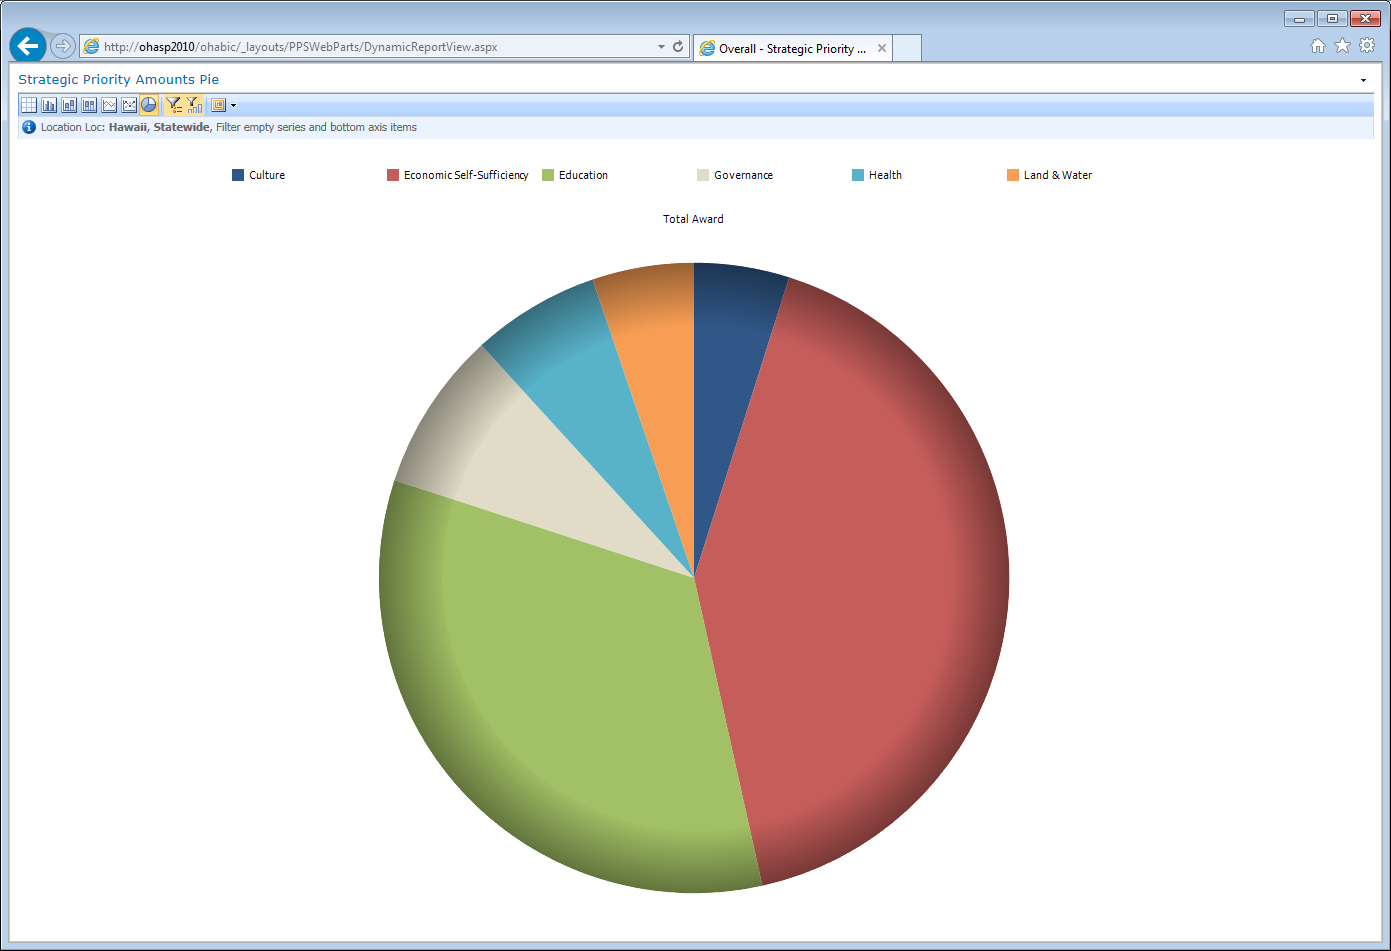 http://ohasp2010/ohabic/_layouts/PPSWebParts/DynamicReportView.aspx
Overall - Strategic Priority ...
Strategic Priority Amounts Pie
Location Loc: Hawaii, Statewide, Filter empty series and bottom axis items
Culture Economic Self-Sufficiency Education Governance Health Land & Water
Total Award